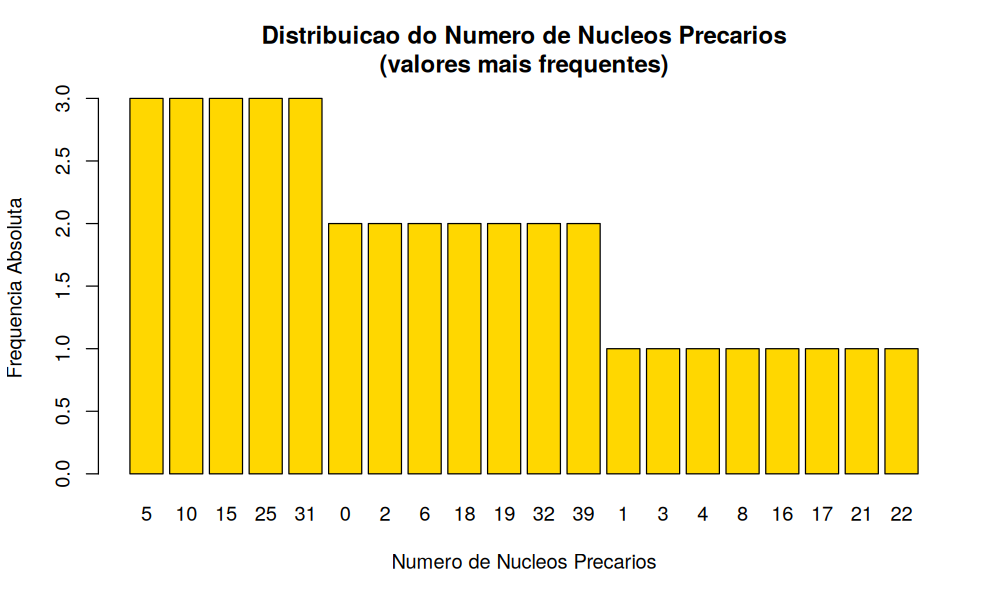 Distribuicao do Numero de Nucleos Precarios
(valores mais frequentes)
Frequencia Absoluta
3.0
2.5
2.0
1.5
1.0
0.5
0.0
5 10 15 25 31 0 2 6 18 19 32 39 1 3 4 8 16 17 21 22
Numero de Nucleos Precarios